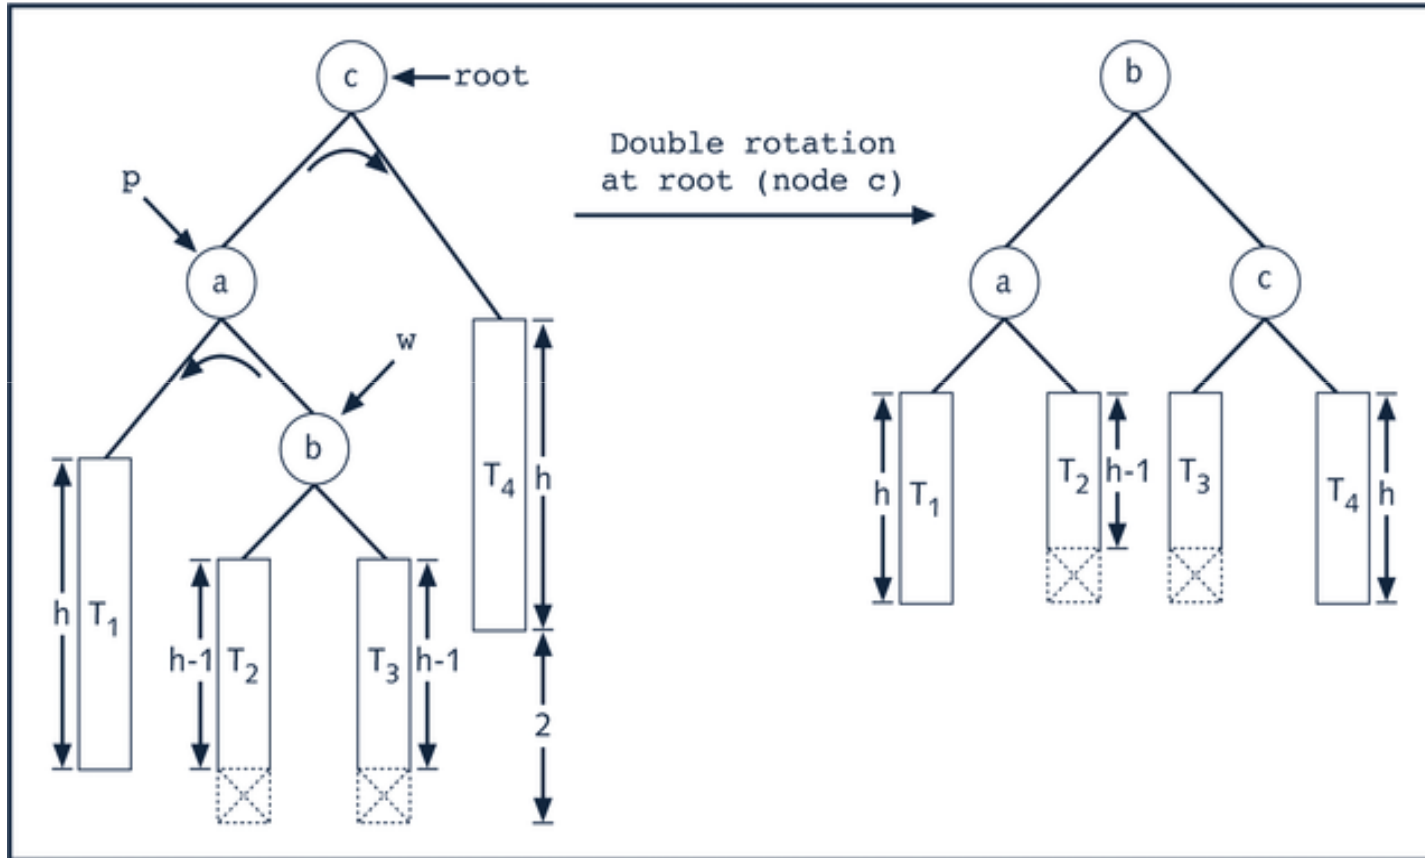 c
root
p
a
w
b
T4
h
h
T1
h-1
T2
T3
h-1
2
Double rotation
at root (node c)
b
a
c
h
T1
T2
h-1
T3
T4
h